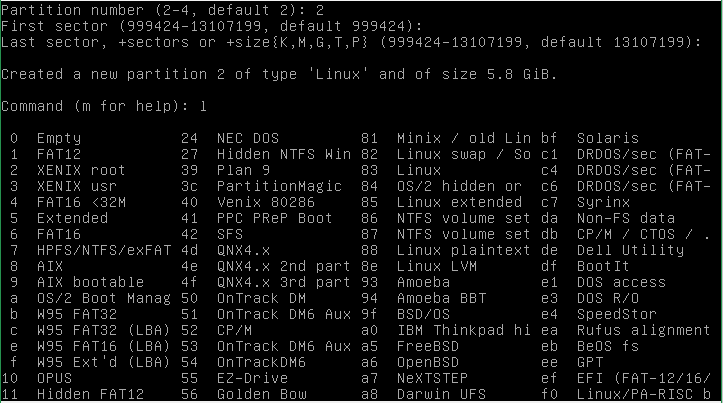 Partition number (2-4, default 2): 2
First sector (999424-13107199, default 999424):
Last sector, +sectors or +size{K,M,G,T,P} (999424-13107199, default 13107199):
Created a new partition 2 of type 'Linux' and of size 5.8 GiB.
Command (m for help): l
0 Empty 24 NEC DOS 81 Minix / old Lin bf Solaris
1 FAT12 27 Hidden NTFS Win 82 Linux swap / So c1 DRDOS/sec (FAT-
2 XENIX root 39 Plan 9 83 Linux c4 DRDOS/sec (FAT-
3 XENIX usr 3c PartitionMagic 84 OS/2 hidden or c6 DRDOS/sec (FAT-
4 FAT16 <32M 40 Venix 80286 85 Linux extended c7 Syrinx
5 Extended 41 PPC PReP Boot 86 NTFS volume set da Non-FS data
6 FAT16 42 SFS 87 NTFS volume set db CP/M / CTOS / .
7 HPFS/NTFS/exFAT 4d QNX4.x 88 Linux plaintext de Dell Utility
8 AIX 4e QNX4.x 2nd part 8e Linux LVM df BootIt
9 AIX bootable 4f QNX4.x 3rd part 93 Amoeba e1 DOS access
a OS/2 Boot Manag 50 OnTrack DM 94 Amoeba BBT e3 DOS R/O
b W95 FAT32 51 OnTrack DM6 Aux 9f BSD/OS e4 SpeedStor
c W95 FAT32 (LBA) 52 CP/M a0 IBM Thinkpad hi ea Rufus alignment
e W95 FAT16 (LBA) 53 OnTrack DM6 Aux a5 FreeBSD eb BeOS fs
f W95 Ext'd (LBA) 54 OnTrackDM6 a6 OpenBSD ee GPT
10 OPUS 55 EZ-Drive a7 NeXTSTEP ef EFI (FAT-12/16/
11 Hidden FAT12 56 Golden Bow a8 Darwin UFS f0 Linux/PA-RISC b